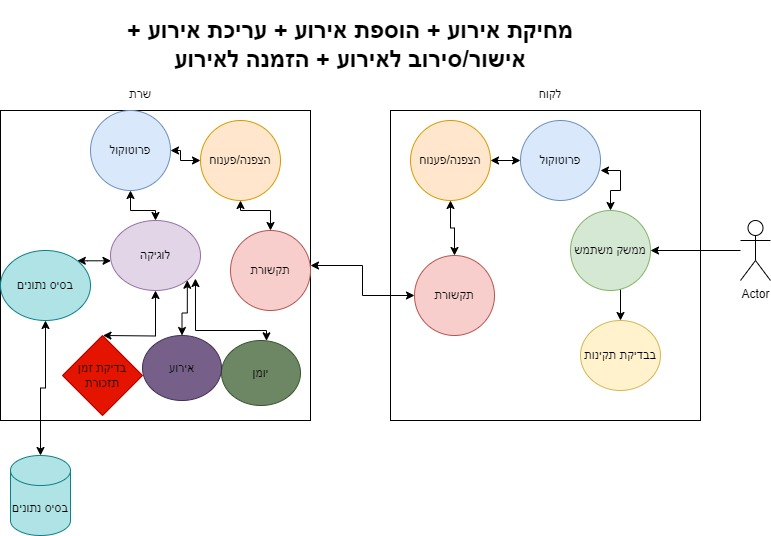 מחיקת אירוע + הוספת אירוע + עריכת אירוע +
אישור/סירוב לאירוע + הזמנה לאירוע
שרת
לקוח
פרוטוקול
הצפנה/פענוח
לוגיקה
תקשורת
בסיס נתונים
בדיקת זמן
תזכורת
אירוע
יומן
בסיס נתונים
הצפנה/פענוח
פרוטוקול
ממשק משתמש
תקשורת
בבדיקת תקינות
Actor